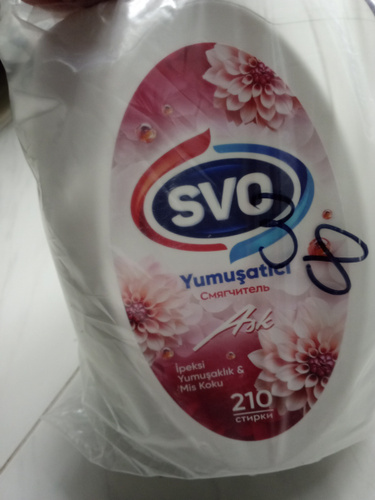 SVC
Yumuşatıcı
Смягчитель
Aşk
İpeksi
Yumuşaklık &
Mis Koku
210
стирки
38